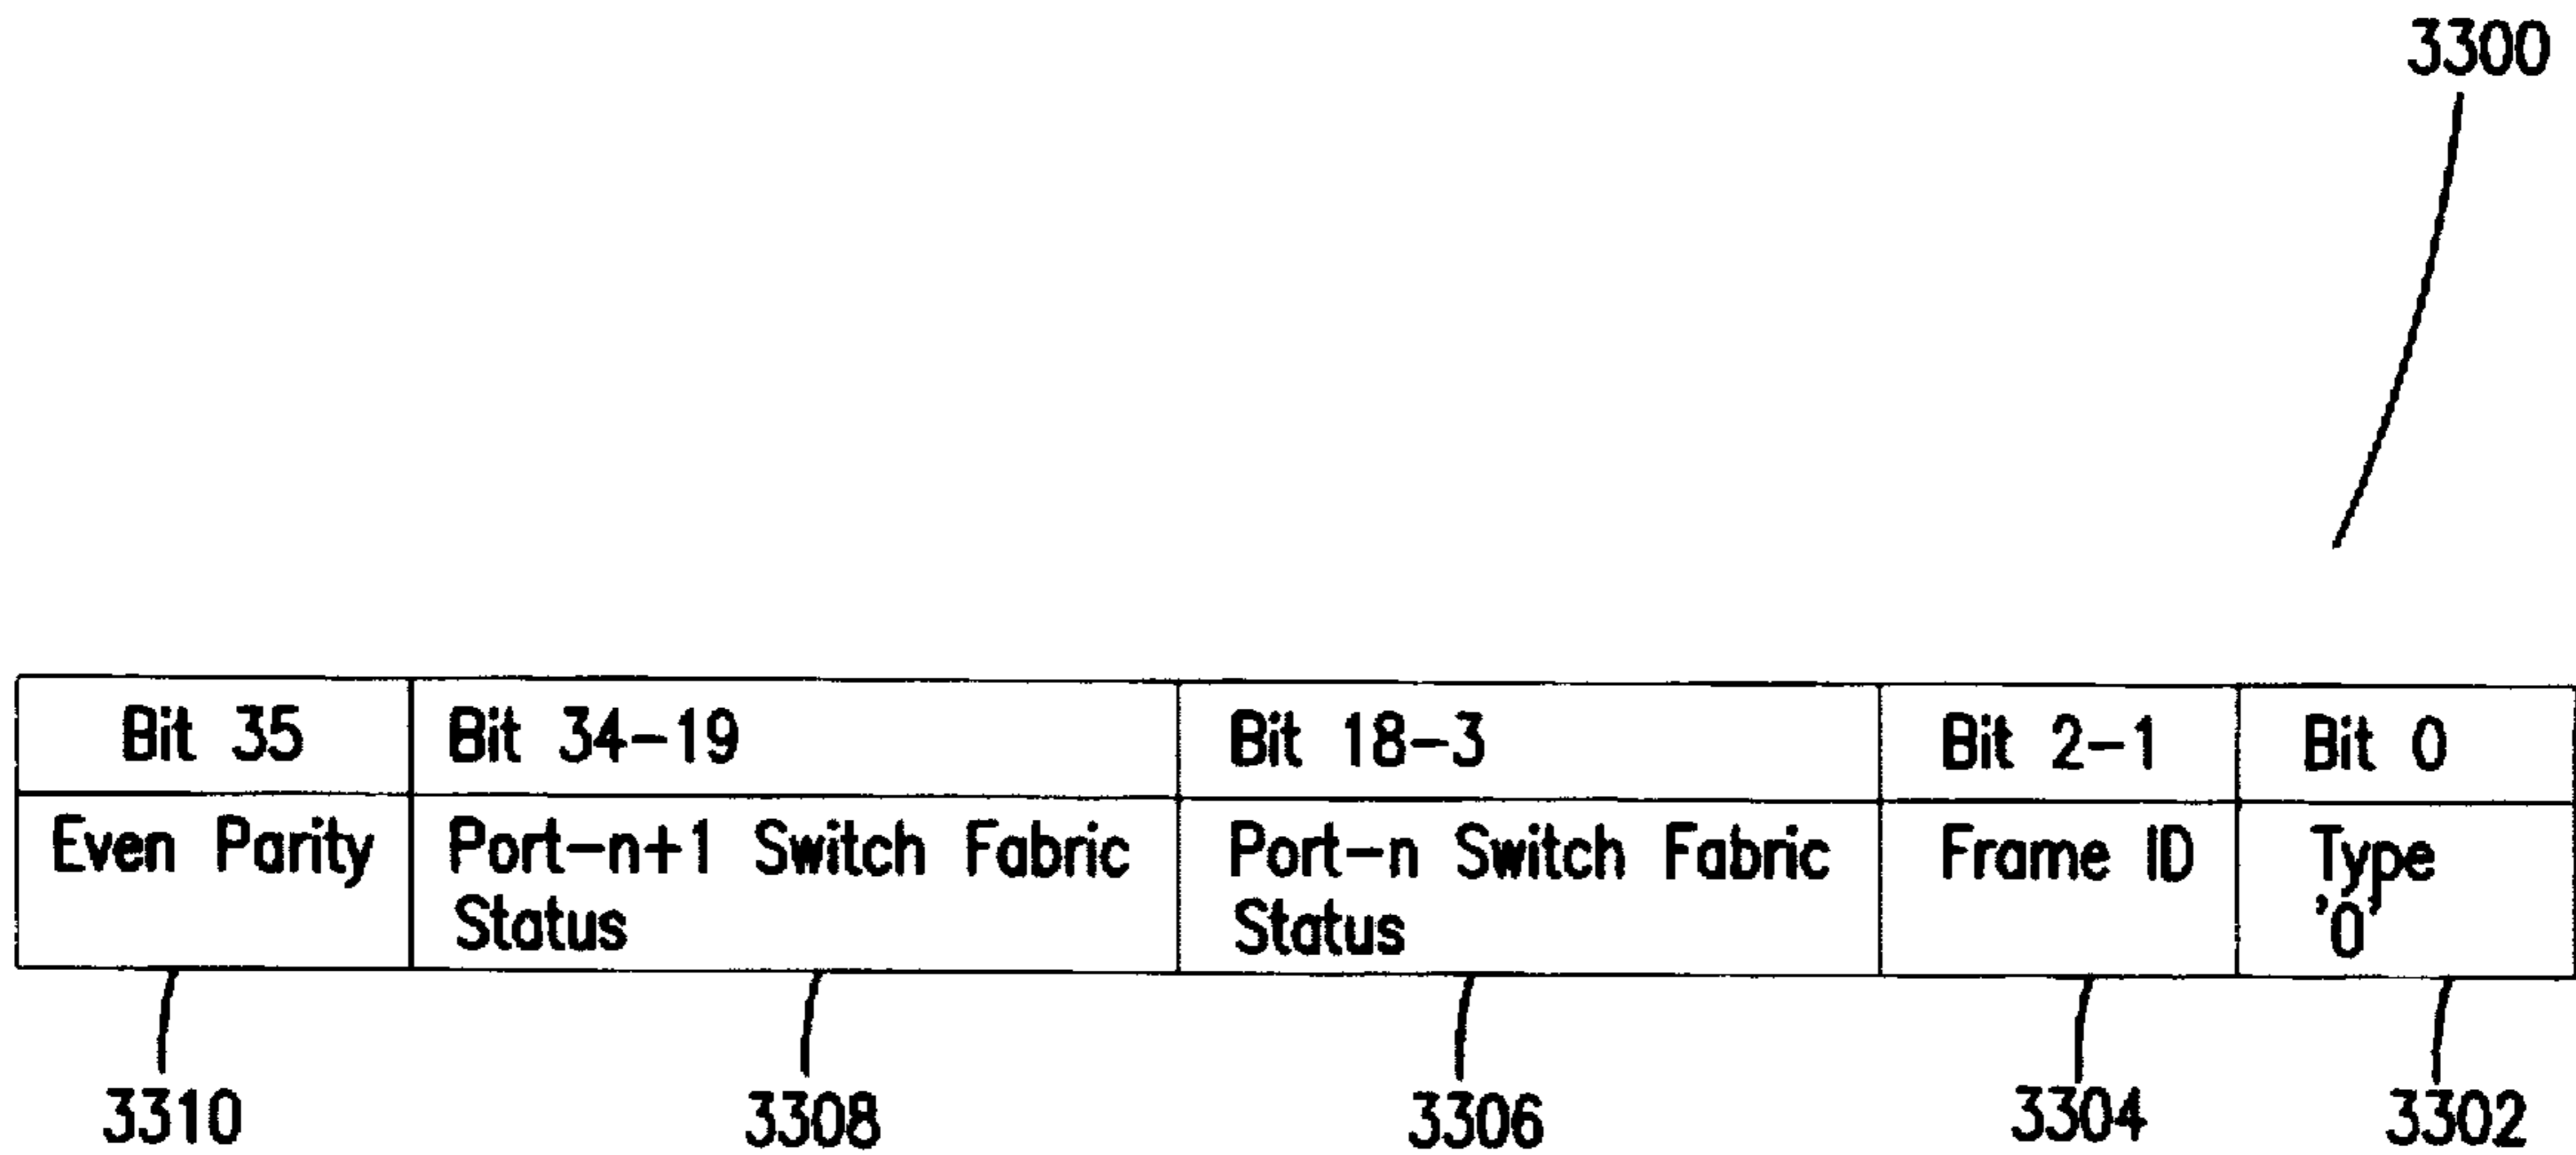 3300
Bit 35 Bit 34-19 Bit 18-3 Bit 2-1 Bit 0
Even Parity Port-n+1 Switch Fabric Status Port-n Switch Fabric Status Frame ID Type '0'
3310 3308 3306 3304 3302